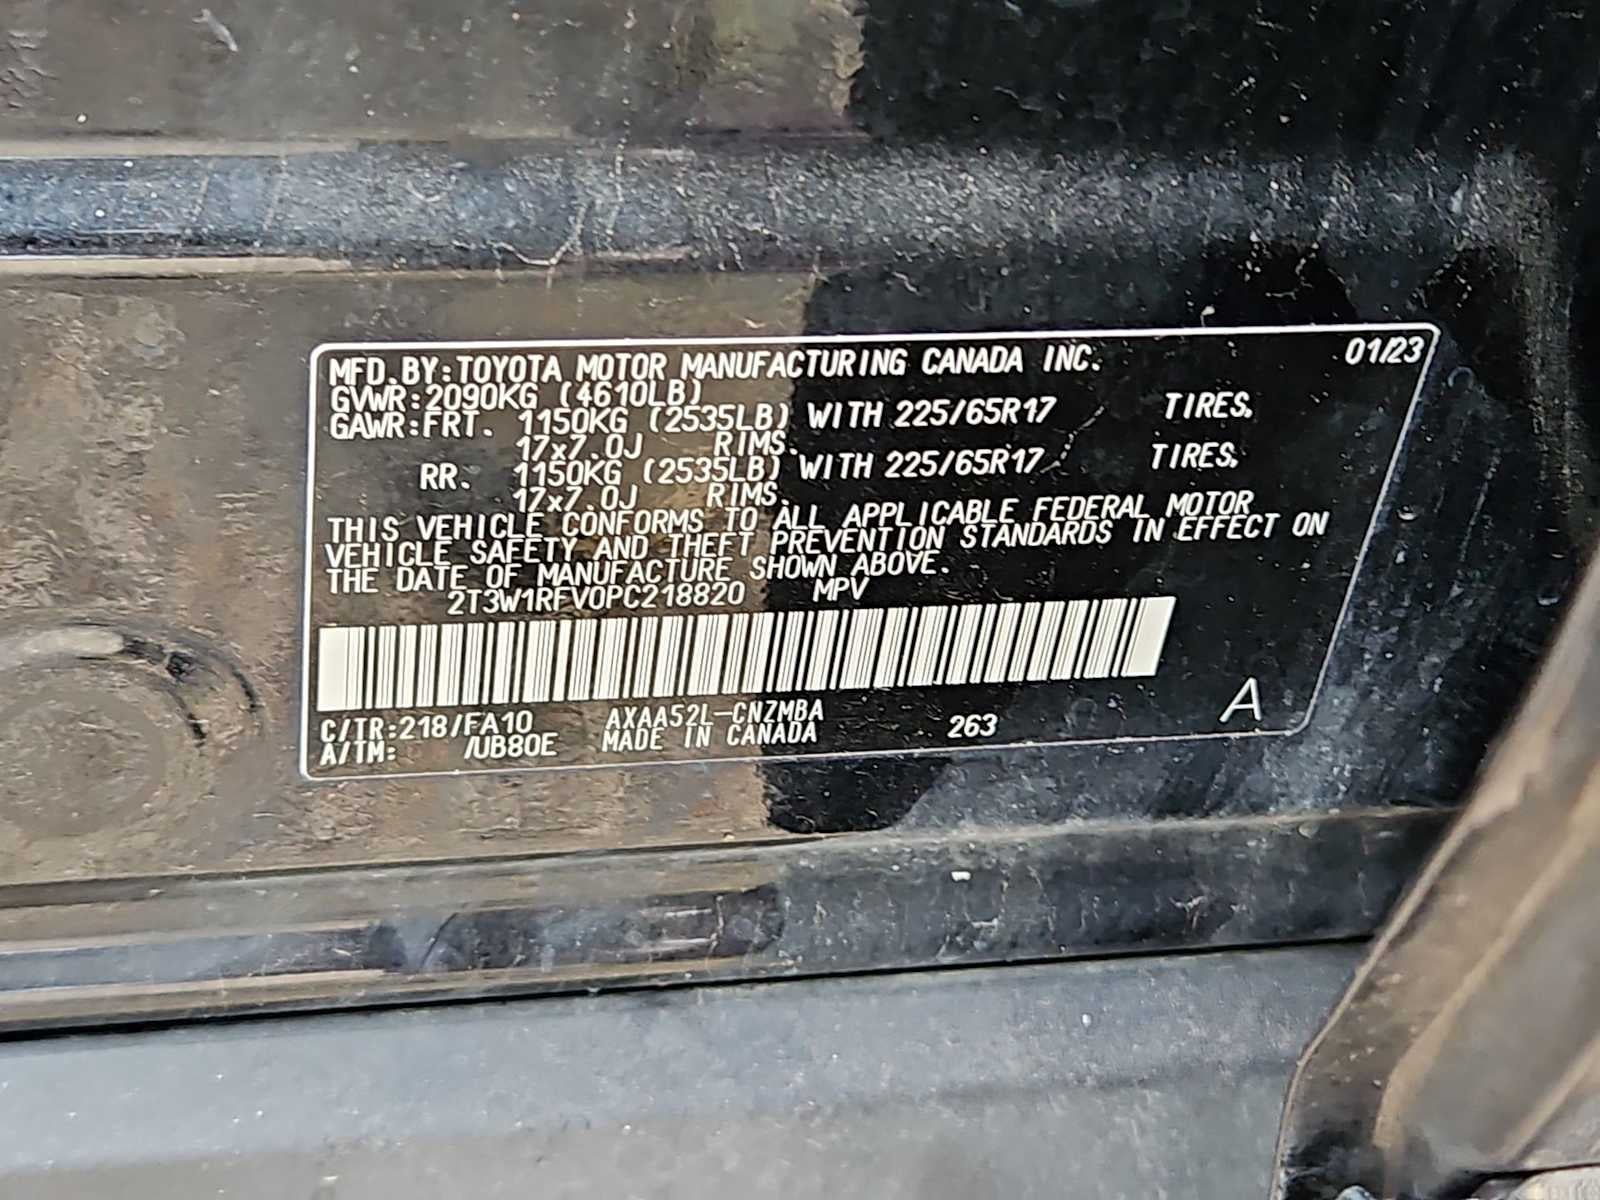 MFD.BY:TOYOTA MOTOR MANUFACTURING CANADA INC. 01/23
GVWR:2090KG (4610LB)
GAWR:FRT. 1150KG (2535LB) WITH 225/65R17 TIRES.
17x7.0J RIMS.
RR. 1150KG (2535LB) WITH 225/65R17 TIRES.
17x7.0J RIMS.
THIS VEHICLE CONFORMS TO ALL APPLICABLE FEDERAL MOTOR
VEHICLE SAFETY AND THEFT PREVENTION STANDARDS IN EFFECT ON
THE DATE OF MANUFACTURE SHOWN ABOVE.
2T3W1RFV0PC218820 MPV
C/TR:218/FA10 AXAA52L-CNZMBA 263 A
A/TM: /UB80E MADE IN CANADA